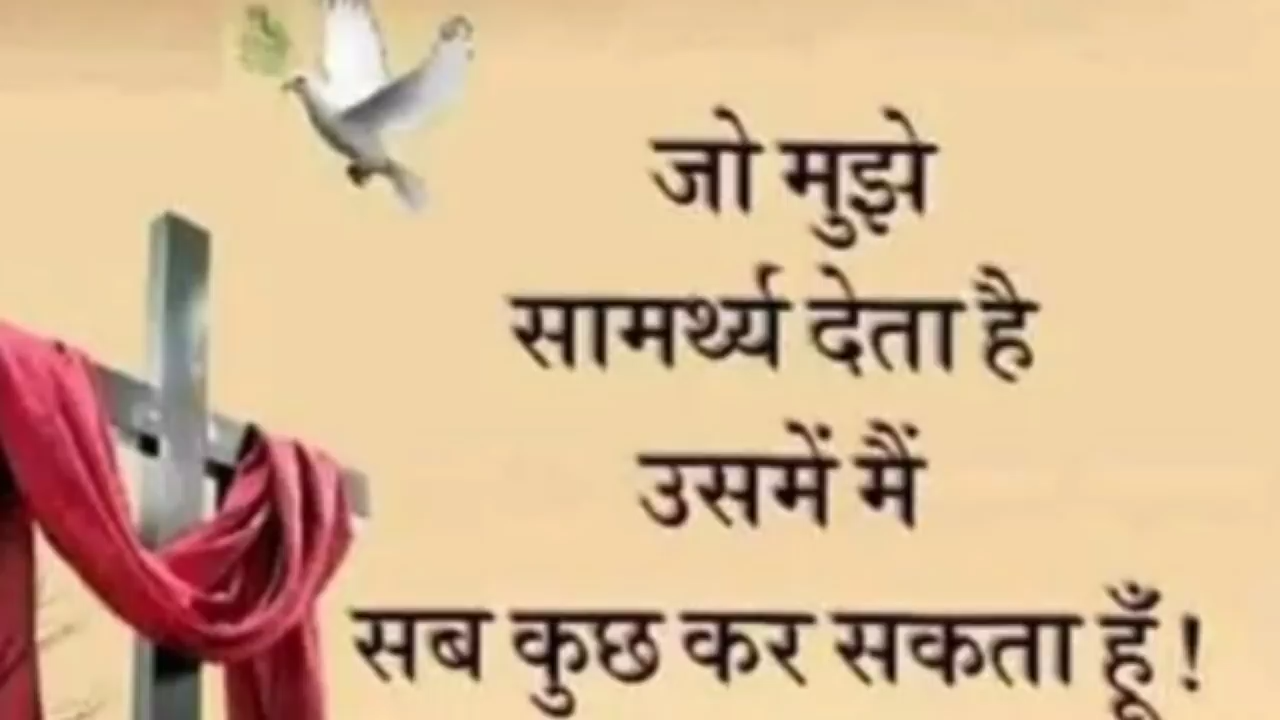 जो मुझे
सामर्थ्य देता है
उसमें मैं
सब कुछ कर सकता हूँ !